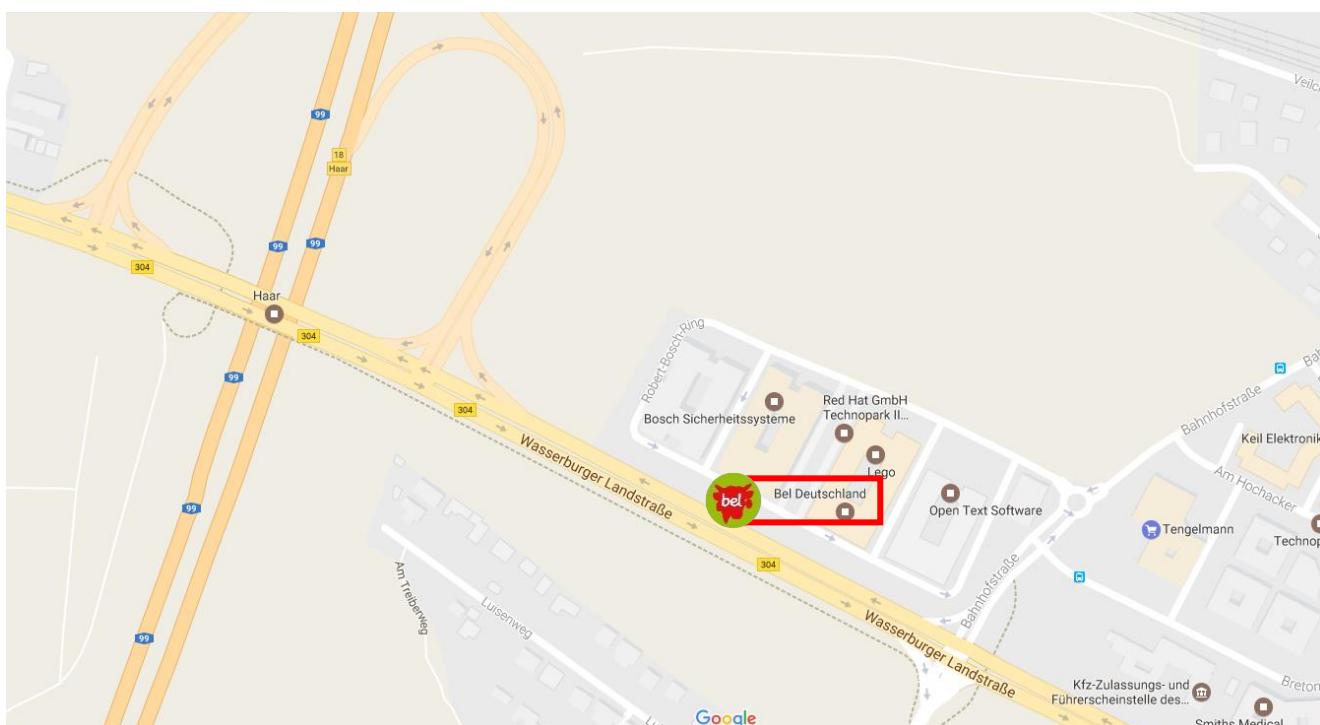 Veilc
99
18
Haar
99
99
304
Haar
304
Robert-Bosch-Ring
Bah
Bahnhofstraße
99
304
Red Hat GmbH
Technopark II...
Bosch Sicherheitssysteme
Keil Elektronik
Wasserburger Landstraße
Lego
Am Hochacker
bel
Bel Deutschland
Open Text Software
99
Tengelmann
Technop
304
Am Treiberweg
Luisenweg
Bahnhofstraße
99
Wasserburger Landstraße
Kfz-Zulassungs- und
Führerscheinstelle des...
Breton
Google
Smiths Medical